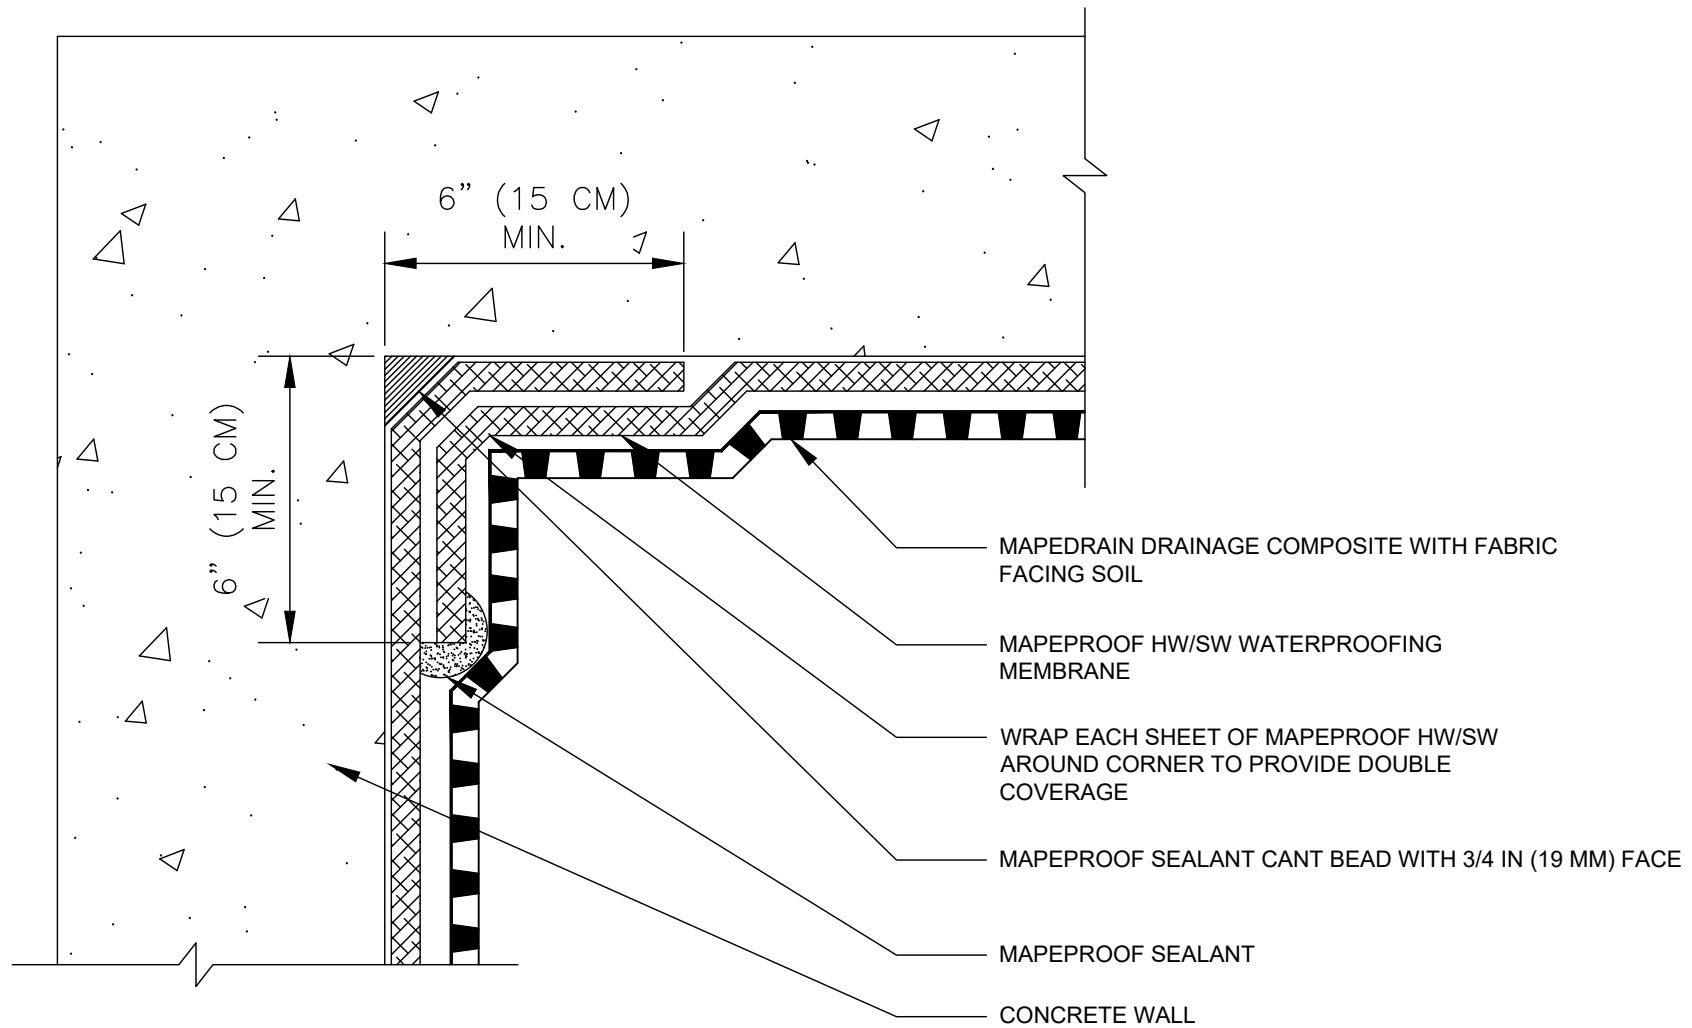 6” (15 CM)
MIN.
6” (15 CM)
MIN.
MAPEDRAIN DRAINAGE COMPOSITE WITH FABRIC
FACING SOIL
MAPEPROOF HW/SW WATERPROOFING
MEMBRANE
WRAP EACH SHEET OF MAPEPROOF HW/SW
AROUND CORNER TO PROVIDE DOUBLE
COVERAGE
MAPEPROOF SEALANT CANT BEAD WITH 3/4 IN (19 MM) FACE
MAPEPROOF SEALANT
CONCRETE WALL